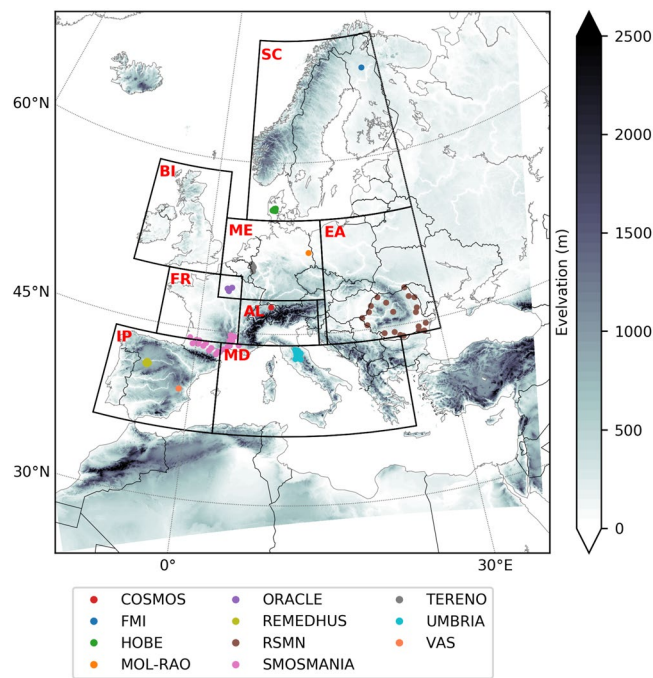 60°N
45°N
30°N
0°
30°E
SC
BI
ME
EA
FR
AL
IP
MD
2500
2000
1500
1000
500
0
Evelvation (m)
COSMOS
FMI
HOBE
MOL-RAO
ORACLE
REMEDHUS
RSMN
SMOSMANIA
TERENO
UMBRIA
VAS